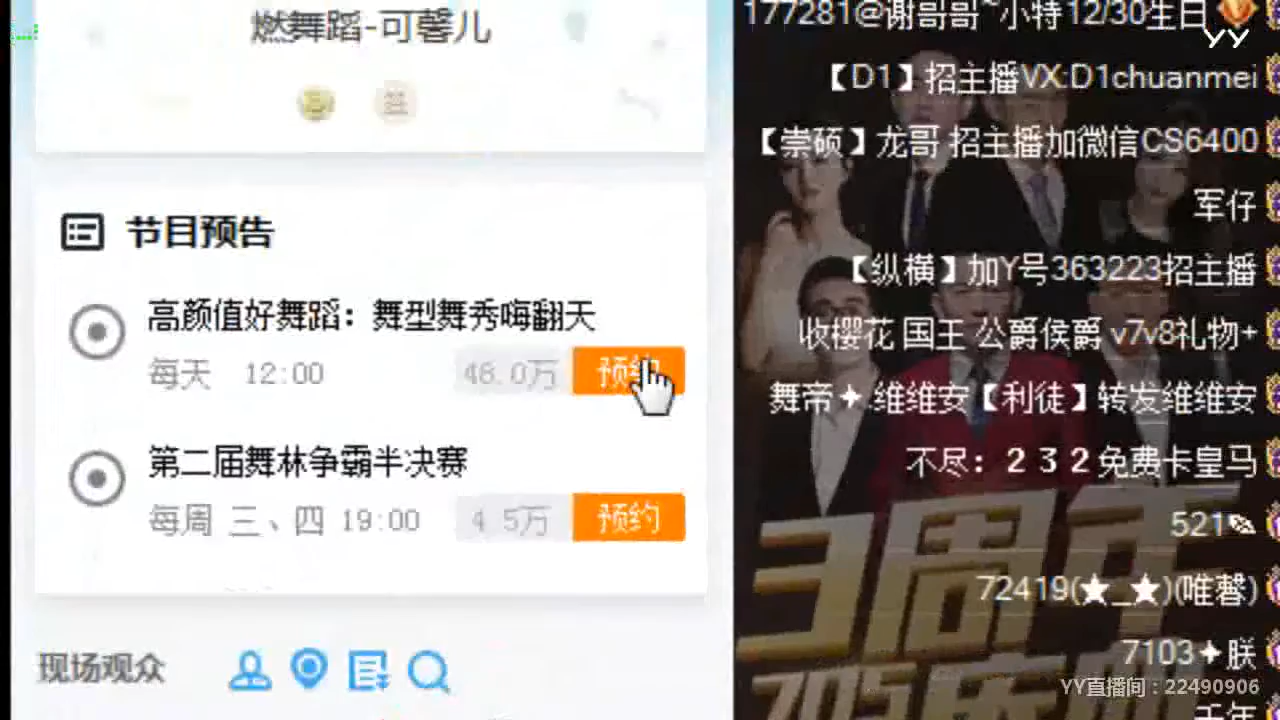 燃舞蹈-可馨儿
节目预告
高颜值好舞蹈：舞型舞秀嗨翻天
每天 12:00
48.0万
预约
第二届舞林争霸半决赛
每周 三、四 19:00
4.5万
预约
现场观众
177281@谢哥哥~小特12/30生日
YY
【D1】招主播VX:D1chuanmei
【崇硕】龙哥 招主播加微信CS6400
军仔
【纵横】加Y号363223招主播
收樱花 国王 公爵侯爵 v7v8礼物+
舞帝✦.维维安【利徒】转发维维安
不尽：２３２免费卡皇马
521
72419(★_★)(唯馨)
7103✦朕
3周年
YY直播间：22490906